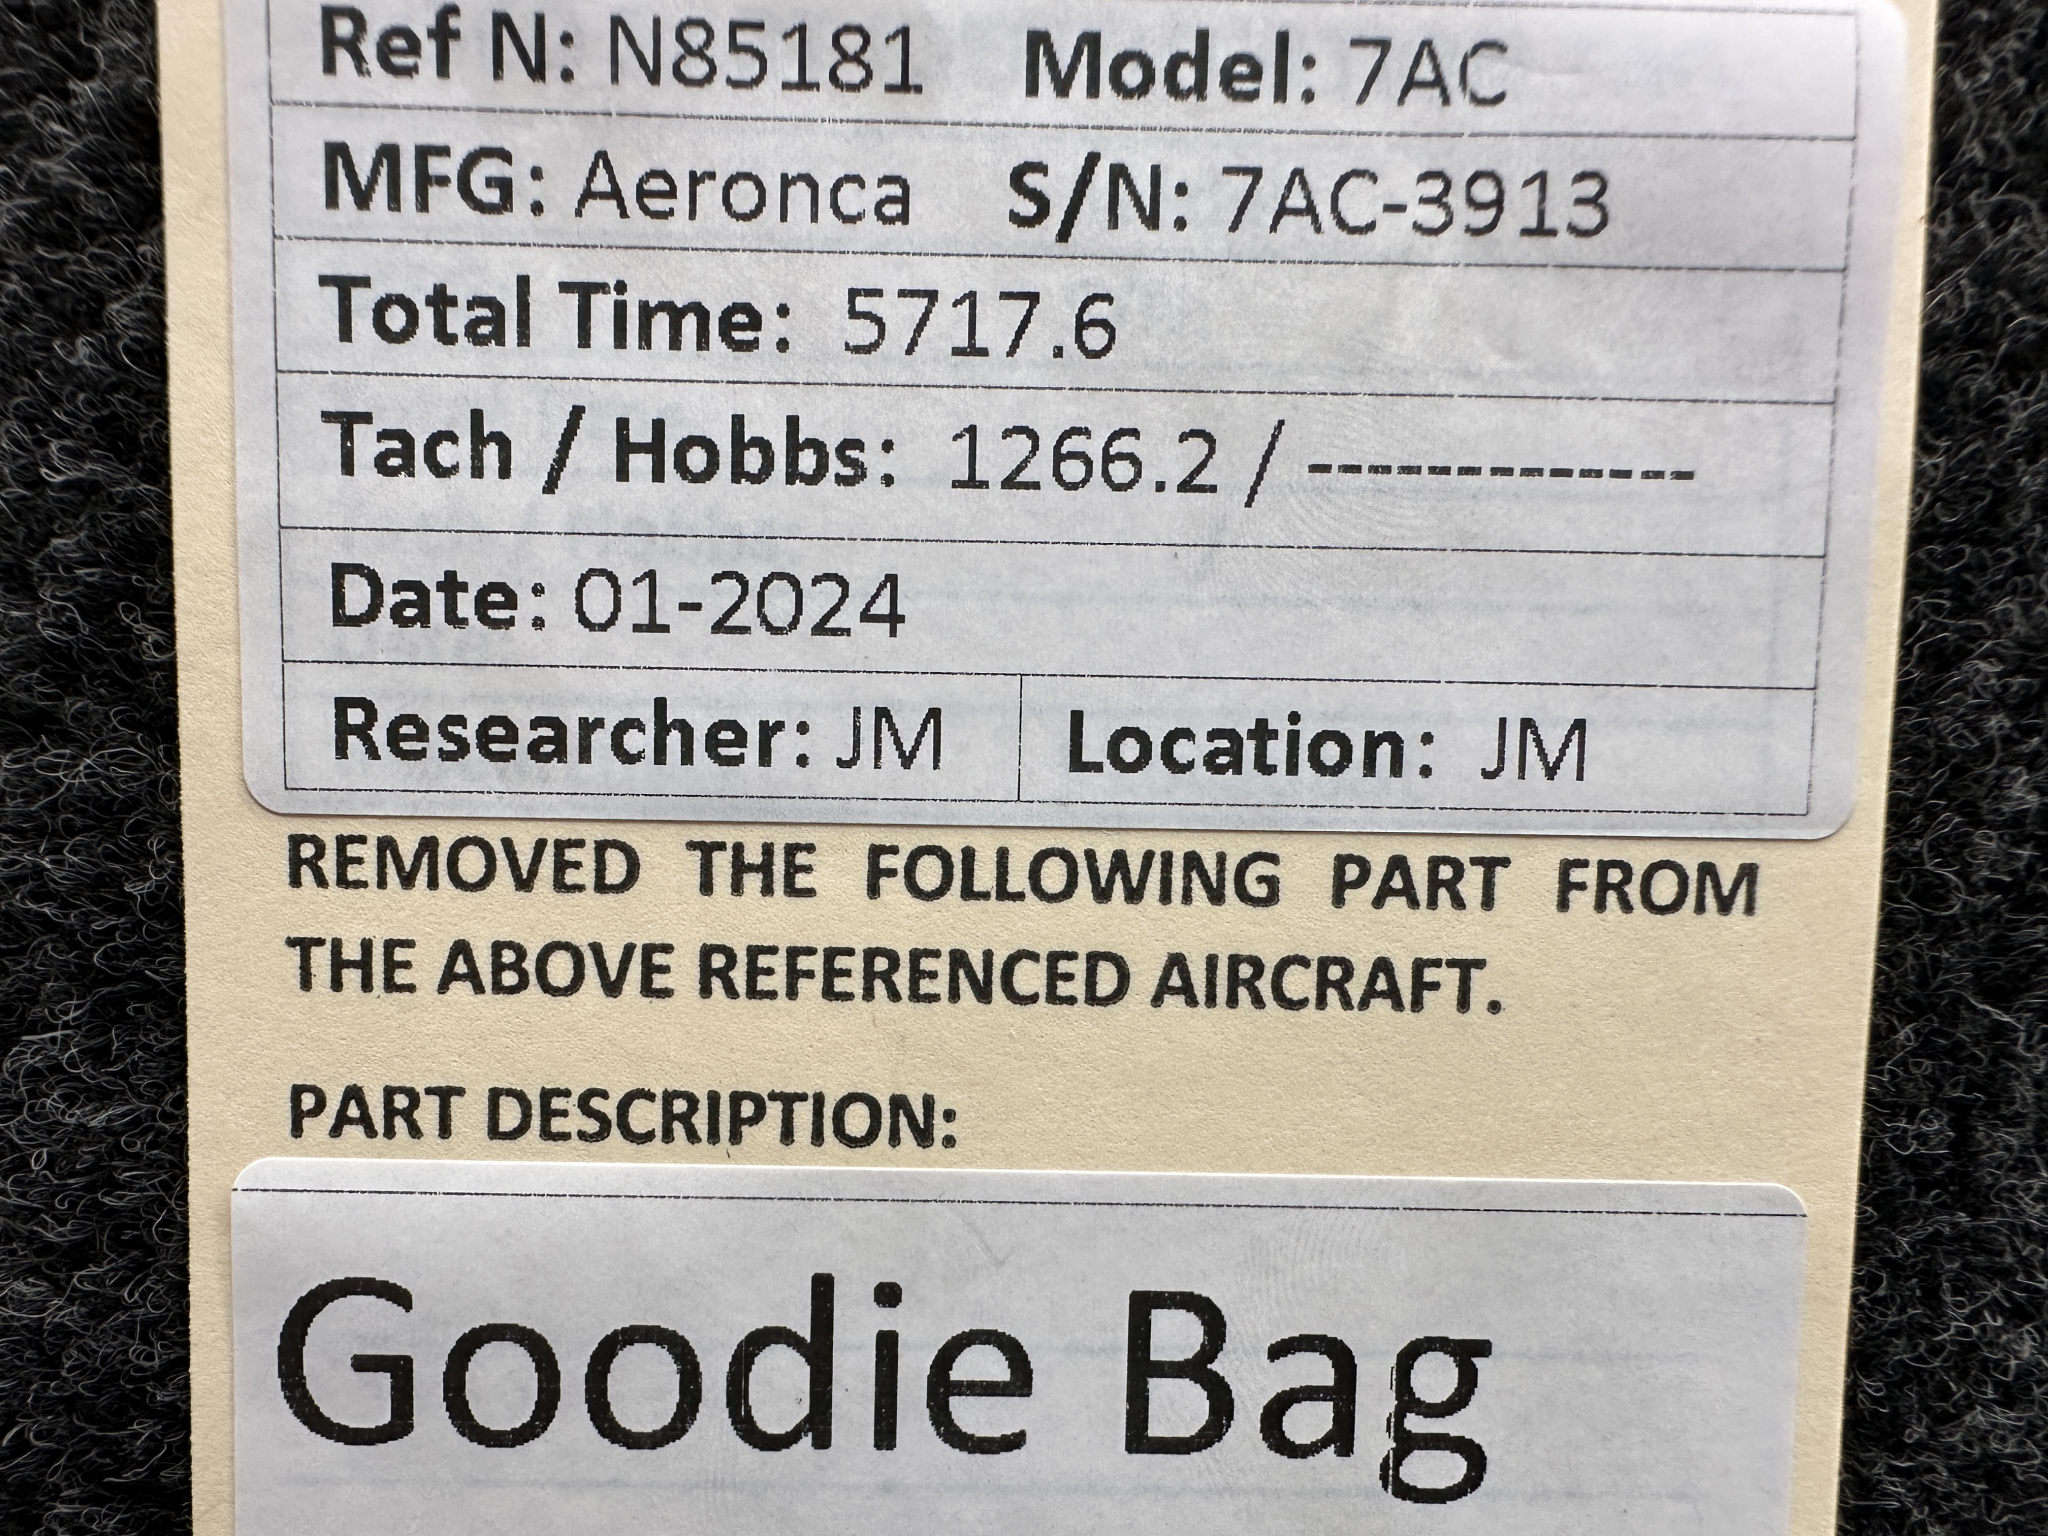 Ref N: N85181 Model: 7AC
MFG: Aeronca S/N: 7AC-3913
Total Time: 5717.6
Tach / Hobbs: 1266.2 / -------------
Date: 01-2024
Researcher: JM Location: JM
REMOVED THE FOLLOWING PART FROM
THE ABOVE REFERENCED AIRCRAFT.
PART DESCRIPTION:
Goodie Bag